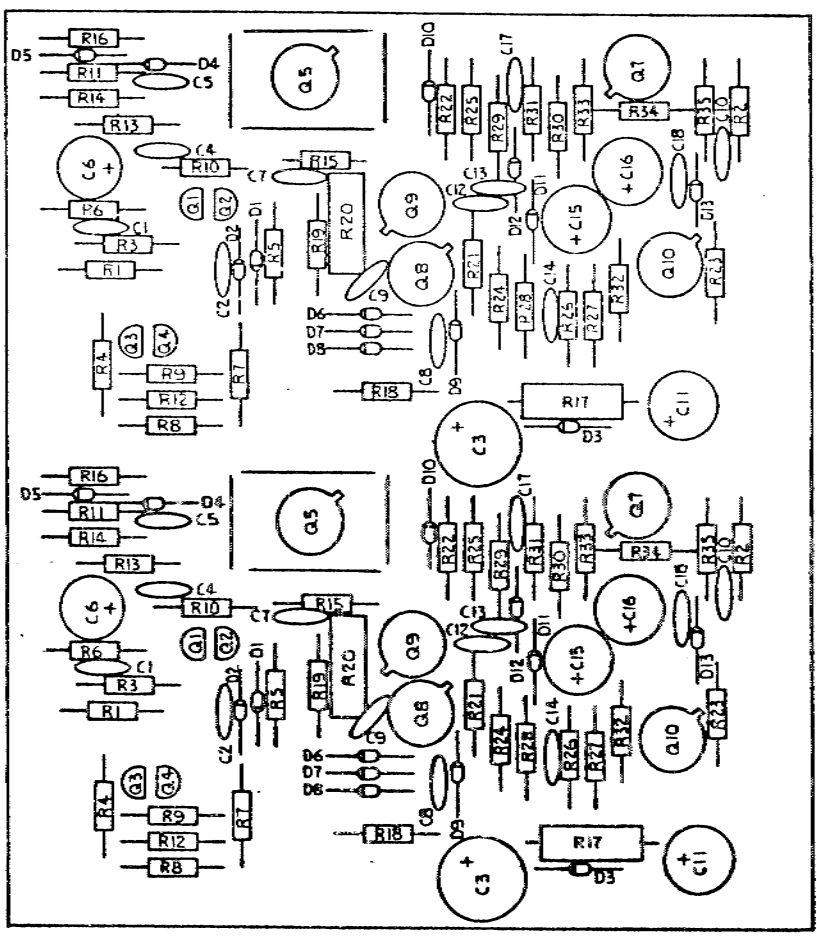 R16
D5
D4
R11
C5
R14
R13
C4
C6
+
R10
R6
C1
R3
R1
Q1
Q2
D1
D2
R5
C2
Q5
R15
C7
R20
R19
C9
Q9
Q8
D6
D7
D8
C8
D9
R4
Q3
Q4
R9
R12
R8
R7
R18
D10
R22
R25
C17
R29
R31
R30
R33
Q7
R34
R35
C10
R2
C18
C16
+
C13
C12
D11
D12
C15
+
D13
Q10
R23
R21
R24
R28
C14
R26
R27
R32
R17
D3
C11
+
C3
+
R16
D5
D4
R11
C5
R14
R13
C4
C6
+
R10
R6
C1
R3
R1
Q1
Q2
D1
D2
R5
C2
Q5
R15
C7
R20
R19
C9
Q9
Q8
D6
D7
D8
C8
D9
R4
Q3
Q4
R9
R12
R8
R7
R18
D10
R22
R25
C17
R29
R31
R30
R33
Q7
R34
R35
C10
R2
C18
C16
+
C13
C12
D11
D12
C15
+
D13
Q10
R23
R21
R24
R28
C14
R26
R27
R32
R17
D3
C11
+
C3
+